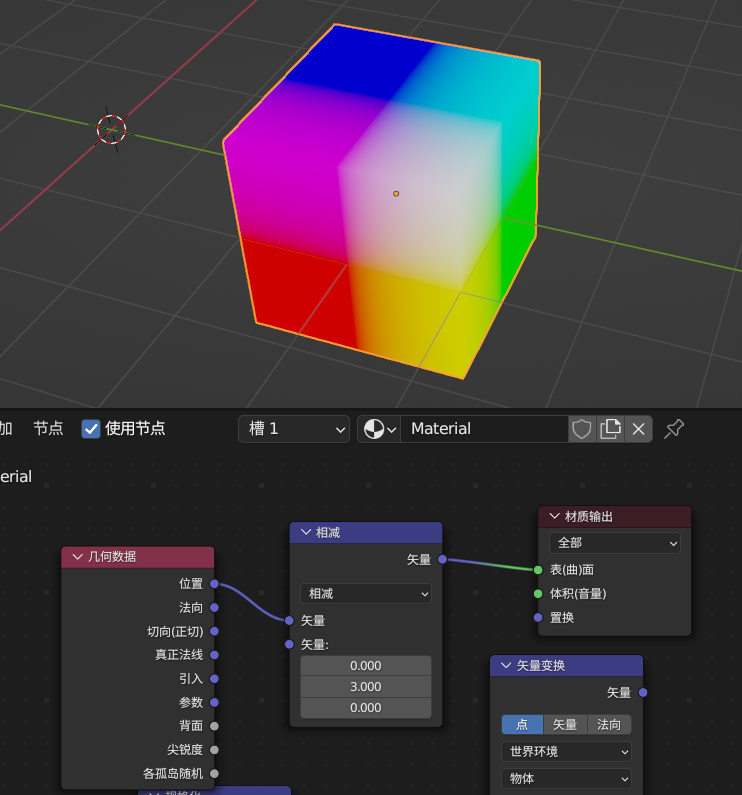 加 节点 使用节点 槽 1 Material
erial
几何数据
位置
法向
切向(正切)
真正法线
引入
参数
背面
尖锐度
各孤岛随机
相减
矢量
相减
矢量
矢量:
0.000
3.000
0.000
材质输出
全部
表(曲)面
体积(音量)
置换
矢量变换
矢量
点 矢量 法向
世界环境
物体